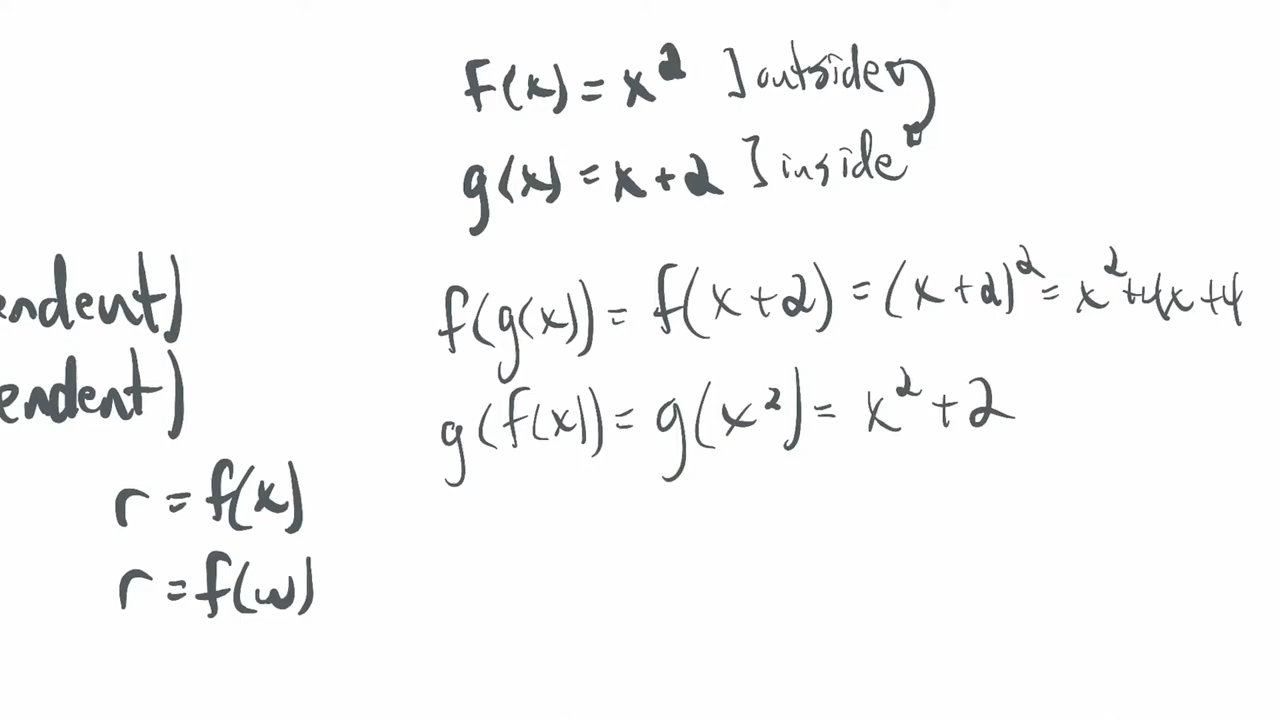 f(x) = x² ] outside
g(x) = x + 2 ] inside
f(g(x)) = f(x+2) = (x+2)² = x²+4x+4
g(f(x)) = g(x²) = x² + 2
endent)
endent)
r = f(x)
r = f(w)